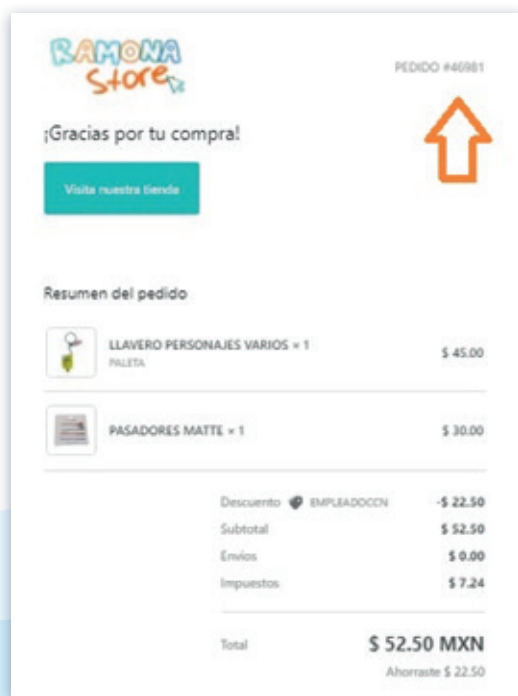 RAMONA
Store
PEDIDO #46981
¡Gracias por tu compra!
Visita nuestra tienda
Resumen del pedido
LLAVERO PERSONAJES VARIOS × 1
$ 45.00
PALETA
PASADORES MATTE × 1
$ 30.00
Descuento EMPLEADOCCN -$ 22.50
Subtotal $ 52.50
Envíos $ 0.00
Impuestos $ 7.24
Total $ 52.50 MXN
Ahorraste $ 22.50